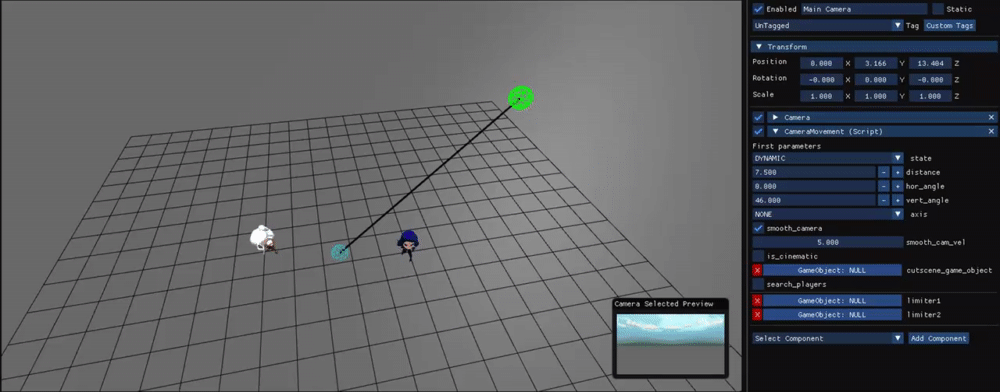 Enabled Main Camera Static
UnTagged Tag Custom Tags
Transform
Position 0.000 X 3.166 Y 13.404 Z
Rotation -0.000 X 0.000 Y -0.000 Z
Scale 1.000 X 1.000 Y 1.000 Z
Camera X
CameraMovement (Script) X
First parameters
DYNAMIC state
7.500 - + distance
0.000 - + hor_angle
46.000 - + vert_angle
NONE axis
smooth_camera
5.000 smooth_cam_vel
is_cinematic
X GameObject: NULL cutscene_game_object
search_players
X GameObject: NULL limiter1
X GameObject: NULL limiter2
Select Component Add Component
Camera Selected Preview